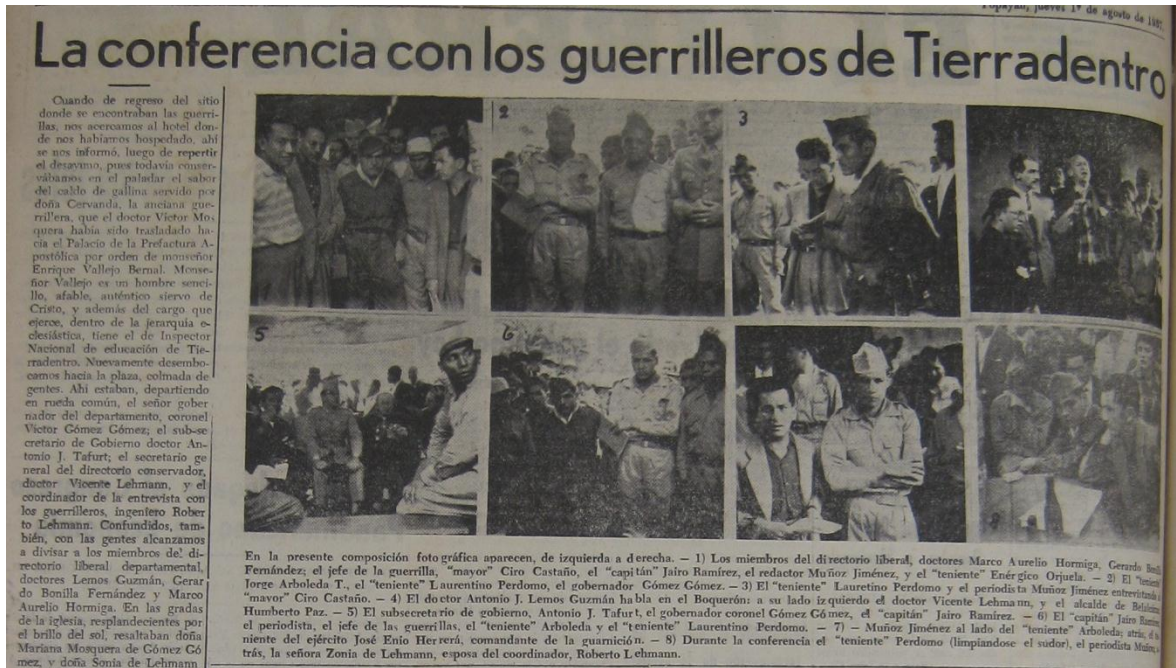 Popayán, jueves 1º de agosto de 195
La conferencia con los guerrilleros de Tierradentro
Cuando de regreso del sitio
donde se encontraban las guerri-
llas, nos acercamos al hotel don-
de nos habíamos hospedado, ahí
se nos informó, luego de repertir
el desayuno, pues todavía conser-
vábamos en el paladar el sabor
del caldo de gallina servido por
doña Cervanda, la anciana gue-
rrillera, que el doctor Víctor Mos
quera había sido trasladado ha-
cia el Palacio de la Prefactura A-
postólica por orden de monseñor
Enrique Vallejo Bernal. Monse-
ñor Vallejo es un hombre senci-
llo, afable, auténtico siervo de
Cristo, y además del cargo que
ejerce, dentro de la jerarquía e-
clesiástica, tiene el de Inspector
Nacional de educación de Tie-
rradentro. Nuevamente desembo-
camos hacia la plaza, colmada de
gentes. Ahí estaban, departiendo
en rueda común, el señor gober
nador del departamento, coronel
Víctor Gómez Gómez; el sub-se-
cretario de Gobierno doctor An-
tonio J. Tafurt; el secretario ge
neral del directorio conservador,
doctor Vicente Lehmann, y el
coordinador de la entrevista con
los guerrilleros, ingeniero Rober
to Lehmann. Confundidos, tam-
bién, con las gentes alcanzamos
a divisar a los miembros del di-
rectorio liberal departamental,
doctores Lemos Guzmán, Gerar
do Bonilla Fernández y Marco
Aurelio Hormiga. En las gradas
de la iglesia, resplandecientes por
el brillo del sol, resaltaban doña
Mariana Mosquera de Gómez Gó
mez, y doña Sonia de Lehmann
2
3
5
6
8
En la presente composición fotográfica aparecen, de izquierda a derecha. — 1) Los miembros del directorio liberal, doctores Marco Aurelio Hormiga, Gerardo Bonilla
Fernández; el jefe de la guerrilla, "mayor" Ciro Castaño, el "capitán" Jairo Ramírez, el redactor Muñoz Jiménez, y el "teniente" Enérgico Orjuela. — 2) El "teniente"
Jorge Arboleda T., el "teniente" Laurentino Perdomo, el gobernador Gómez Gómez. — 3) El "teniente" Lauretino Perdomo y el periodista Muñoz Jiménez entrevistando a
"mayor" Ciro Castaño. — 4) El doctor Antonio J. Lemos Guzmán habla en el Boquerón: a su lado izquierdo el doctor Vicente Lehmann, y el alcalde de Belalcázar
Humberto Paz. — 5) El subsecretario de gobierno, Antonio J. Tafurt, el gobernador coronel Gómez Gómez, el "capitán" Jairo Ramírez. — 6) El "capitán" Jairo Ramírez
el periodista, el jefe de las guerrillas, el "teniente" Arboleda y el "teniente" Laurentino Perdomo. — 7) — Muñoz Jiménez al lado del "teniente" Arboleda; atrás, el te-
niente del ejército José Enio Herrerá, comandante de la guarnición. — 8) Durante la conferencia el "teniente" Perdomo (limpiandose el sudor), el periodista Muñoz,
trás, la señora Zonia de Lehmann, esposa del coordinador, Roberto Lehmann.